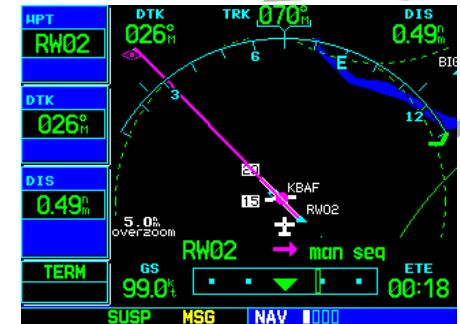 WPT
RW02
DTK
026°M
DIS
0.49nm
TERM
DTK
026°M
TRK 070°M
DIS
0.49nm
6
E
BIG
3
12
20
15
KBAF
RW02
5.0nm
overzoom
RW02 → man seq
GS
99.0kt
ETE
00:18
SUSP MSG NAV